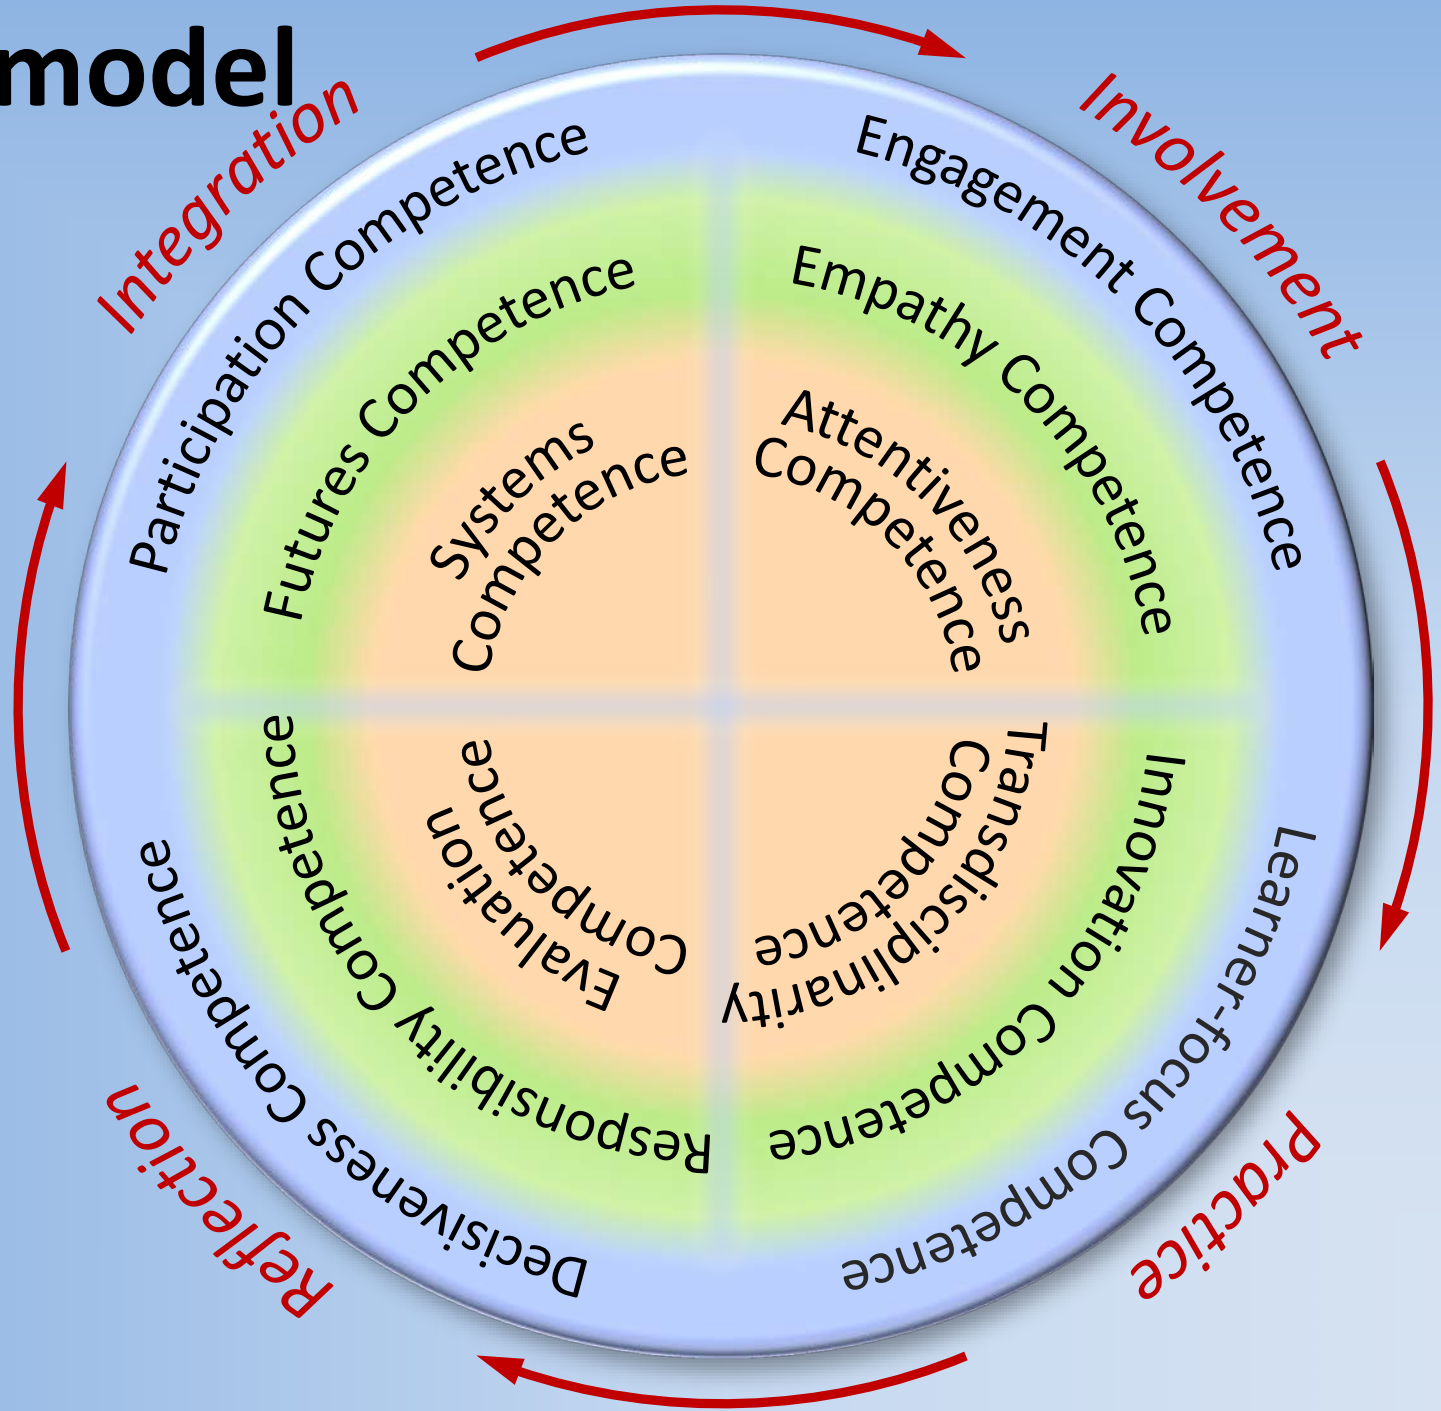 model
Integration
Involvement
Practice
Reflection
Participation Competence
Engagement Competence
Learner-focus Competence
Decisiveness Competence
Futures Competence
Empathy Competence
Innovation Competence
Responsibility Competence
Systems
Competence
Attentiveness
Competence
Transdisciplinarity
Competence
Evaluation
Competence